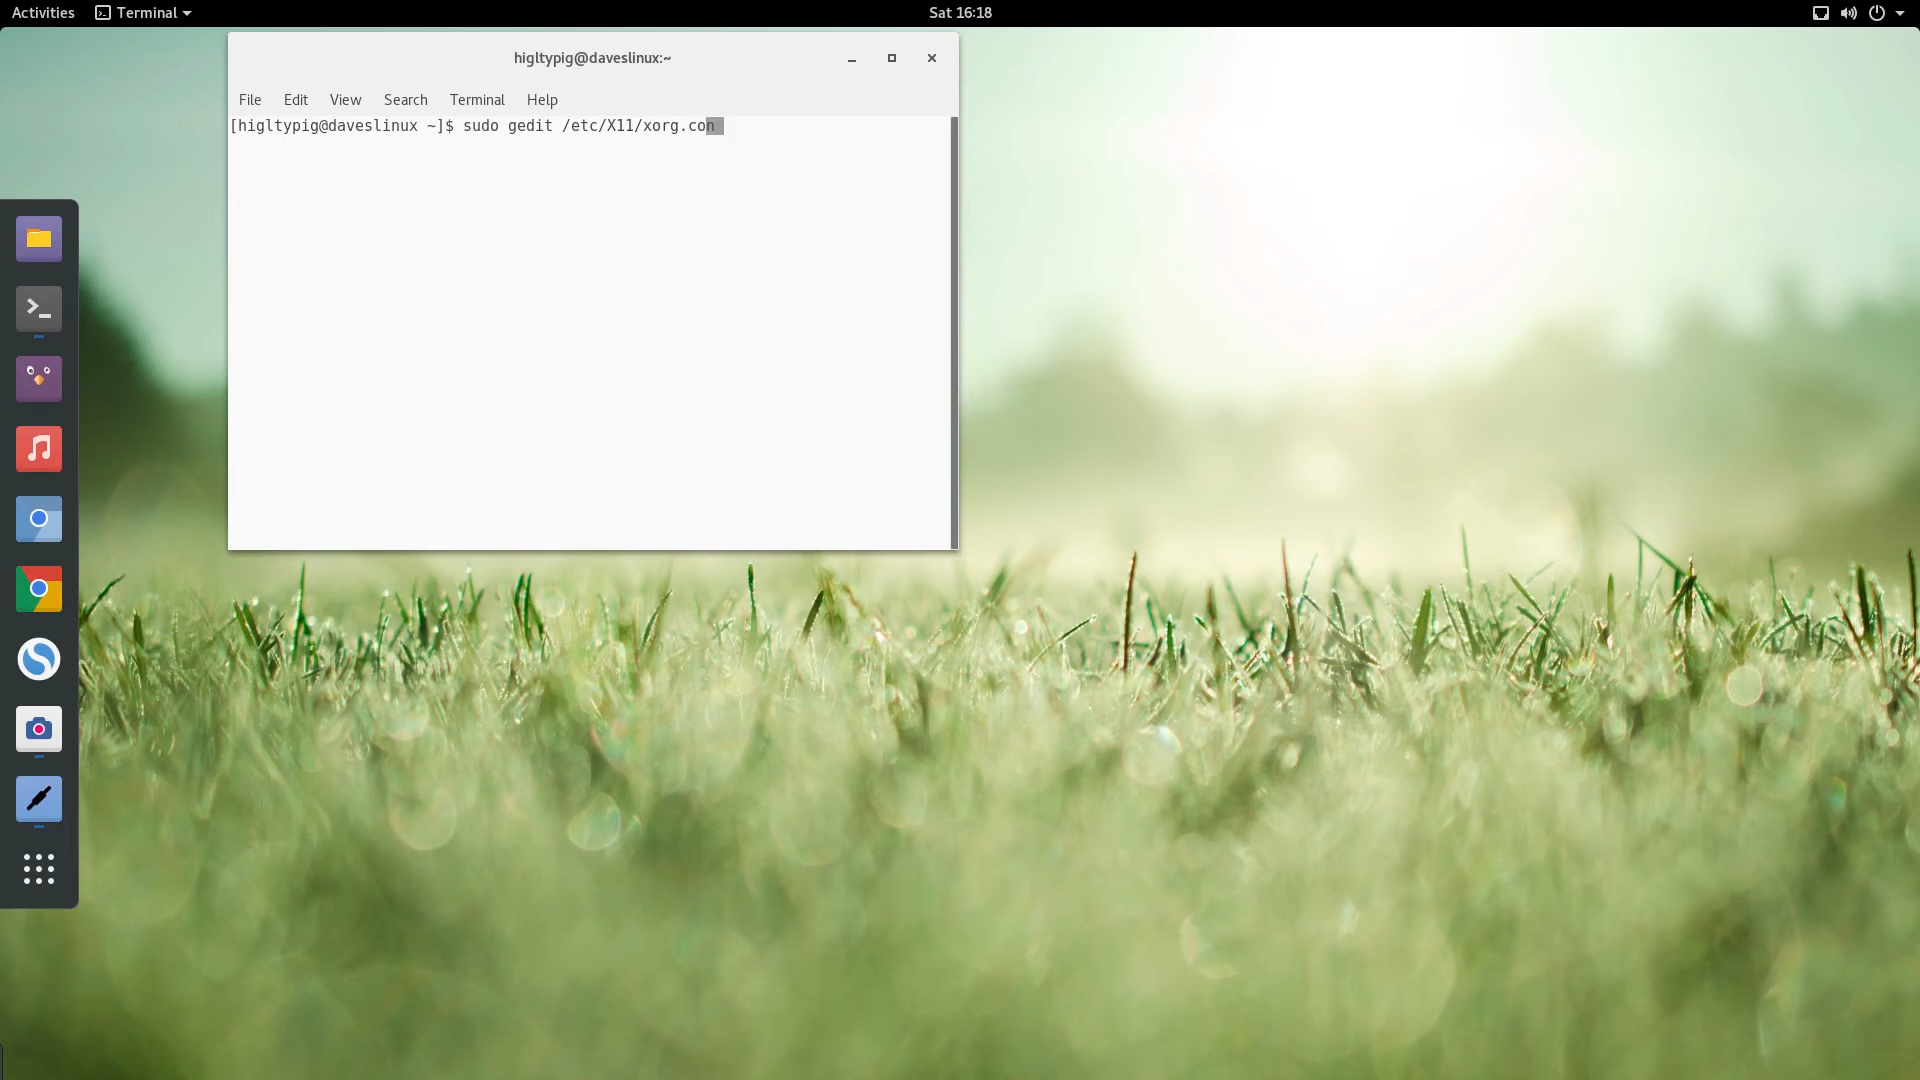 Activities Terminal Sat 16:18
higltypig@daveslinux:~
File Edit View Search Terminal Help
[higltypig@daveslinux ~]$ sudo gedit /etc/X11/xorg.con